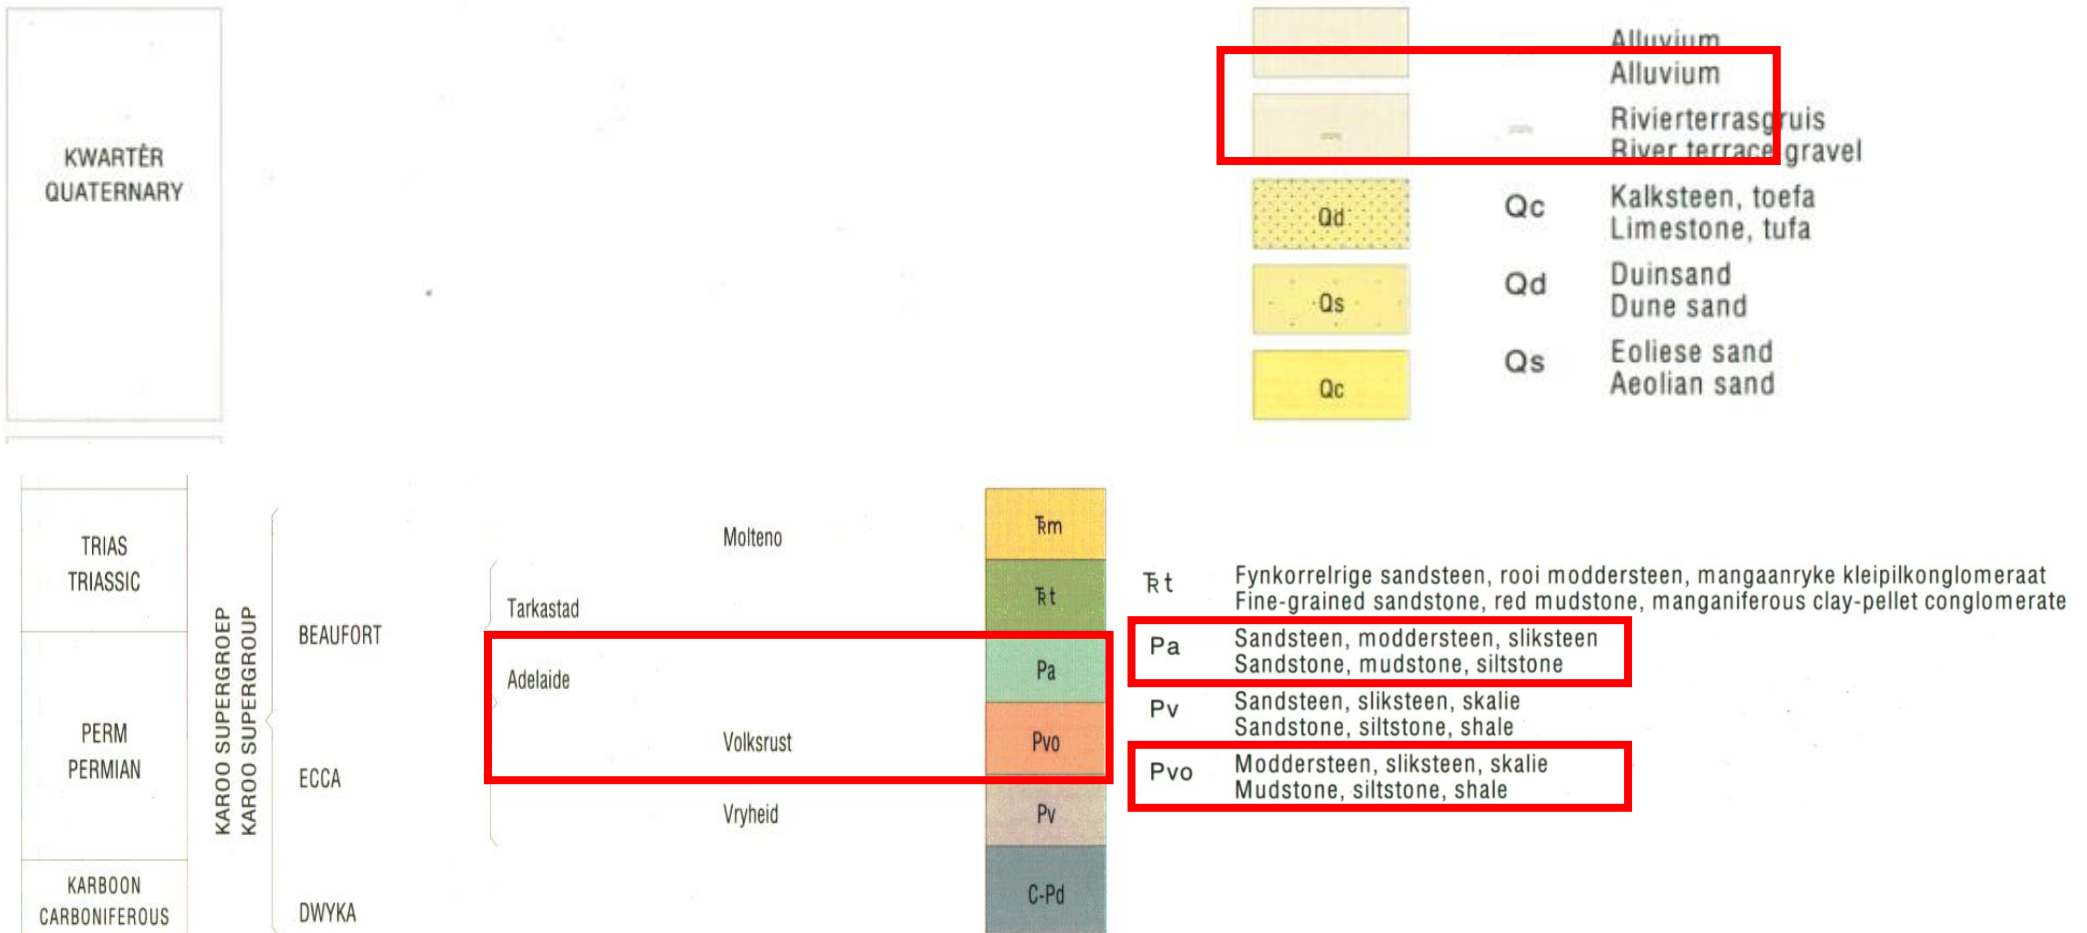 KWARTÊR
QUATERNARY
Alluvium
Alluvium
Rivierterrasgruis
River terrace gravel
Qd
Qc
Kalksteen, toefa
Limestone, tufa
Qs
Qd
Duinsand
Dune sand
Qc
Qs
Eoliese sand
Aeolian sand
TRIAS
TRIASSIC
PERM
PERMIAN
KARBOON
CARBONIFEROUS
KAROO SUPERGROEP
KAROO SUPERGROUP
BEAUFORT
ECCA
DWYKA
Tarkastad
Adelaide
Molteno
Volksrust
Vryheid
Ꞧm
Ꞧt
Pa
Pvo
Pv
C-Pd
Ꞧt
Fynkorrelrige sandsteen, rooi moddersteen, mangaanryke kleipilkonglomeraat
Fine-grained sandstone, red mudstone, manganiferous clay-pellet conglomerate
Pa
Sandsteen, moddersteen, sliksteen
Sandstone, mudstone, siltstone
Pv
Sandsteen, sliksteen, skalie
Sandstone, siltstone, shale
Pvo
Moddersteen, sliksteen, skalie
Mudstone, siltstone, shale